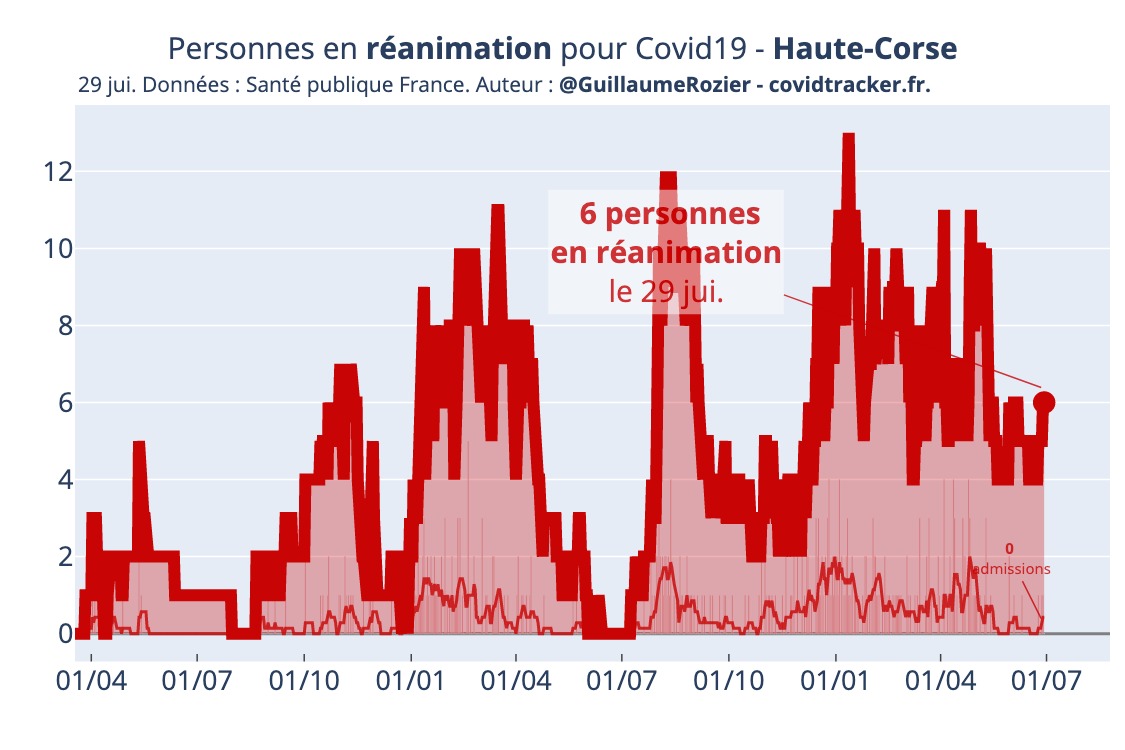 Personnes en réanimation pour Covid19 - Haute-Corse
29 jui. Données : Santé publique France. Auteur : @GuillaumeRozier - covidtracker.fr.
12
10
8
6
4
2
0
6 personnes
en réanimation
le 29 jui.
0
admissions
01/04 01/07 01/10 01/01 01/04 01/07 01/10 01/01 01/04 01/07